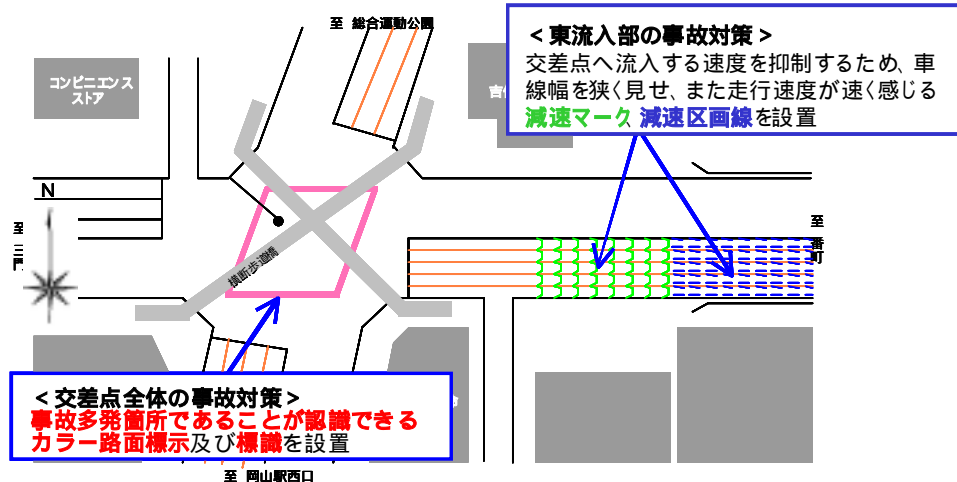 至 総合運動公園
＜東流入部の事故対策＞
交差点へ流入する速度を抑制するため、車
線幅を狭く見せ、また走行速度が速く感じる
減速マーク、減速区画線を設置
コンビニエンス
ストア
吉
N
至 三門
至 番町
横断歩道橋
＜交差点全体の事故対策＞
事故多発箇所であることが認識できる
カラー路面標示及び標識を設置
至 岡山駅西口